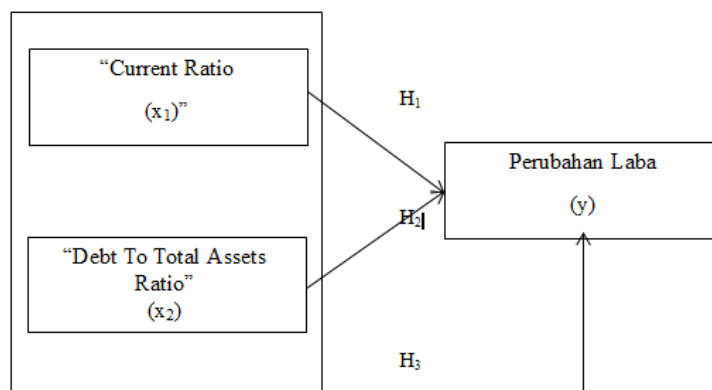 “Current Ratio
(x₁)”
H₁
Perubahan Laba
(y)
H₂
“Debt To Total Assets
Ratio”
(x₂)
H₃